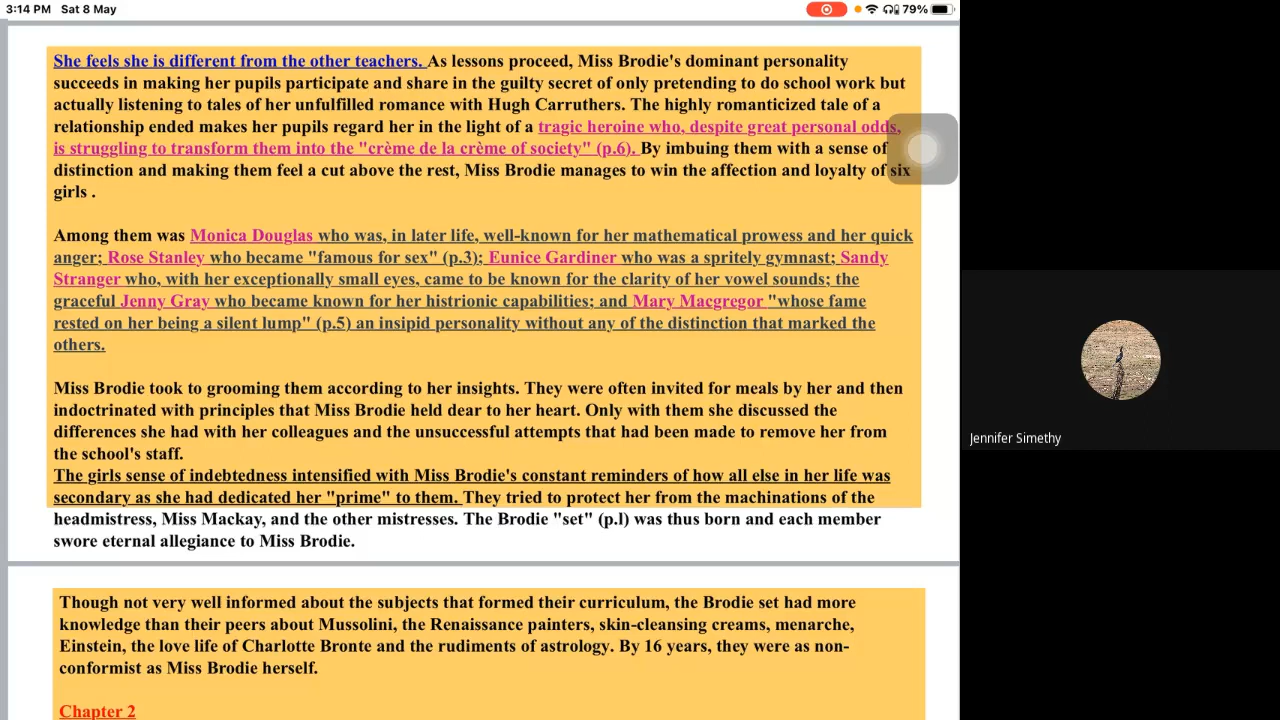 3:14 PM Sat 8 May
79%
She feels she is different from the other teachers. As lessons proceed, Miss Brodie's dominant personality
succeeds in making her pupils participate and share in the guilty secret of only pretending to do school work but
actually listening to tales of her unfulfilled romance with Hugh Carruthers. The highly romanticized tale of a
relationship ended makes her pupils regard her in the light of a tragic heroine who, despite great personal odds,
is struggling to transform them into the "crème de la crème of society" (p.6). By imbuing them with a sense of
distinction and making them feel a cut above the rest, Miss Brodie manages to win the affection and loyalty of six
girls .
Among them was Monica Douglas who was, in later life, well-known for her mathematical prowess and her quick
anger; Rose Stanley who became "famous for sex" (p.3); Eunice Gardiner who was a spritely gymnast; Sandy
Stranger who, with her exceptionally small eyes, came to be known for the clarity of her vowel sounds; the
graceful Jenny Gray who became known for her histrionic capabilities; and Mary Macgregor "whose fame
rested on her being a silent lump" (p.5) an insipid personality without any of the distinction that marked the
others.
Miss Brodie took to grooming them according to her insights. They were often invited for meals by her and then
indoctrinated with principles that Miss Brodie held dear to her heart. Only with them she discussed the
differences she had with her colleagues and the unsuccessful attempts that had been made to remove her from
the school's staff.
The girls sense of indebtedness intensified with Miss Brodie's constant reminders of how all else in her life was
secondary as she had dedicated her "prime" to them. They tried to protect her from the machinations of the
headmistress, Miss Mackay, and the other mistresses. The Brodie "set" (p.l) was thus born and each member
swore eternal allegiance to Miss Brodie.
Though not very well informed about the subjects that formed their curriculum, the Brodie set had more
knowledge than their peers about Mussolini, the Renaissance painters, skin-cleansing creams, menarche,
Einstein, the love life of Charlotte Bronte and the rudiments of astrology. By 16 years, they were as non-
conformist as Miss Brodie herself.
Chapter 2
Jennifer Simethy